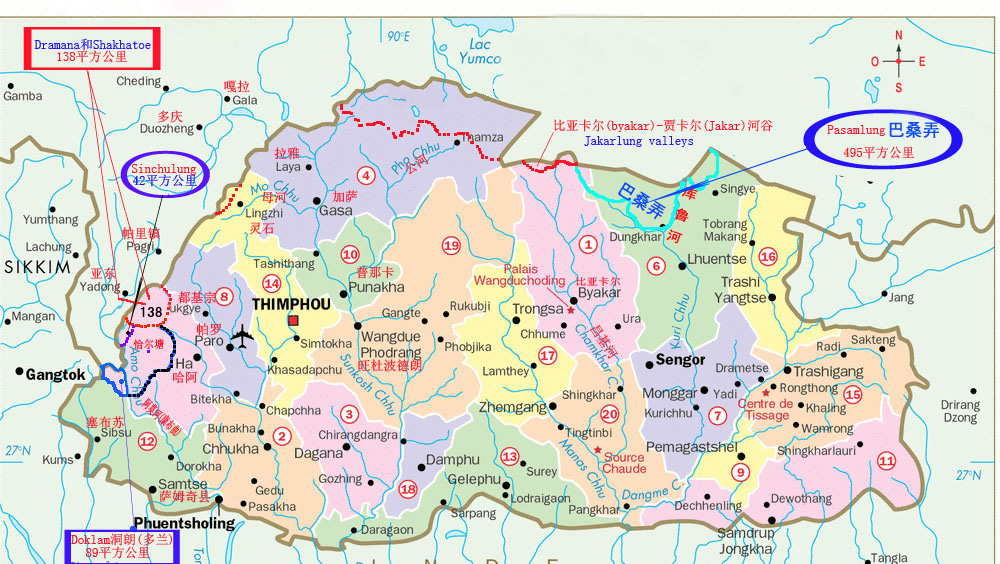 Dramana和Shakhatoe
138平方公里
90°E
Lac
Yumco
N
O
E
S
Cheding
嘎拉
Gala
Gamba
多庆
Duozheng
Pasamlung 巴桑弄
495平方公里
比亚卡尔(byakar)-贾卡尔(Jakar)河谷
Jakarlung valleys
Thamza
Pho Chhu
公河
拉雅
Laya
④
加萨
Gasa
Mo Chhu
母河
Lingzhi
灵石
Sinchulung
42平方公里
巴桑弄
库鲁河
Singye
Dungkhar
Tobrang
Makang
Yumthang
Lachung
SIKKIM
帕里镇
Pagri
亚东
Yadong
Tashithang
⑩
普那卡
Punakha
⑲
①
⑥
Lhuentse
⑯
Palais
Wangduchoding
比亚卡尔
Byakar
Trashi
Yangtse
Jang
⑭
THIMPHOU
⑧
都基宗
ukgye
138
帕罗
Paro
Mangan
Gangte
Rukubji
Trongsa
Chhume
Ura
昌基河
Chamkhar C.
Kuri Chhu
Wangdue
Phodrang
旺杜波德朗
Phobjikha
Simtokha
恰尔塘
Amo Ch
Ha
哈阿
Khasadapchu
Sunkosh Chhu
⑰
Lamthey
Sengor
Radi
Sakteng
Trashigang
Drametse
Rongthong
⑮
Gangtok
Bitekha
Chapchha
Zhemgang
Shingkhar
⑳
Monggar
Yadi
Kurichhu
⑦
Centre de
Tissage
Khaling
Wamrong
Drirang
Dzong
塞布苏
Sibsu
⑫
Bunakha
②
Chhukha
③
Chirangdangra
Dagana
Tingtibi
Pemagastshel
Shingkharlauri
⑪
27°N
Kums
Dorokha
Damphu
⑬
Surey
Source
Chaude
Manas Chhu
⑨
27°N
Samtse
萨姆奇县
Gedu
Pasakha
Gozhing
⑱
Gelephu
Lodraigaon
Dangme C.
Dechhenling
Dewothang
Phuentsholing
Sarpang
Pangkhar
Daragaon
Samdrup
Jongkha
Doklam洞朗(多兰)
89平方公里
Tangla
I N D E